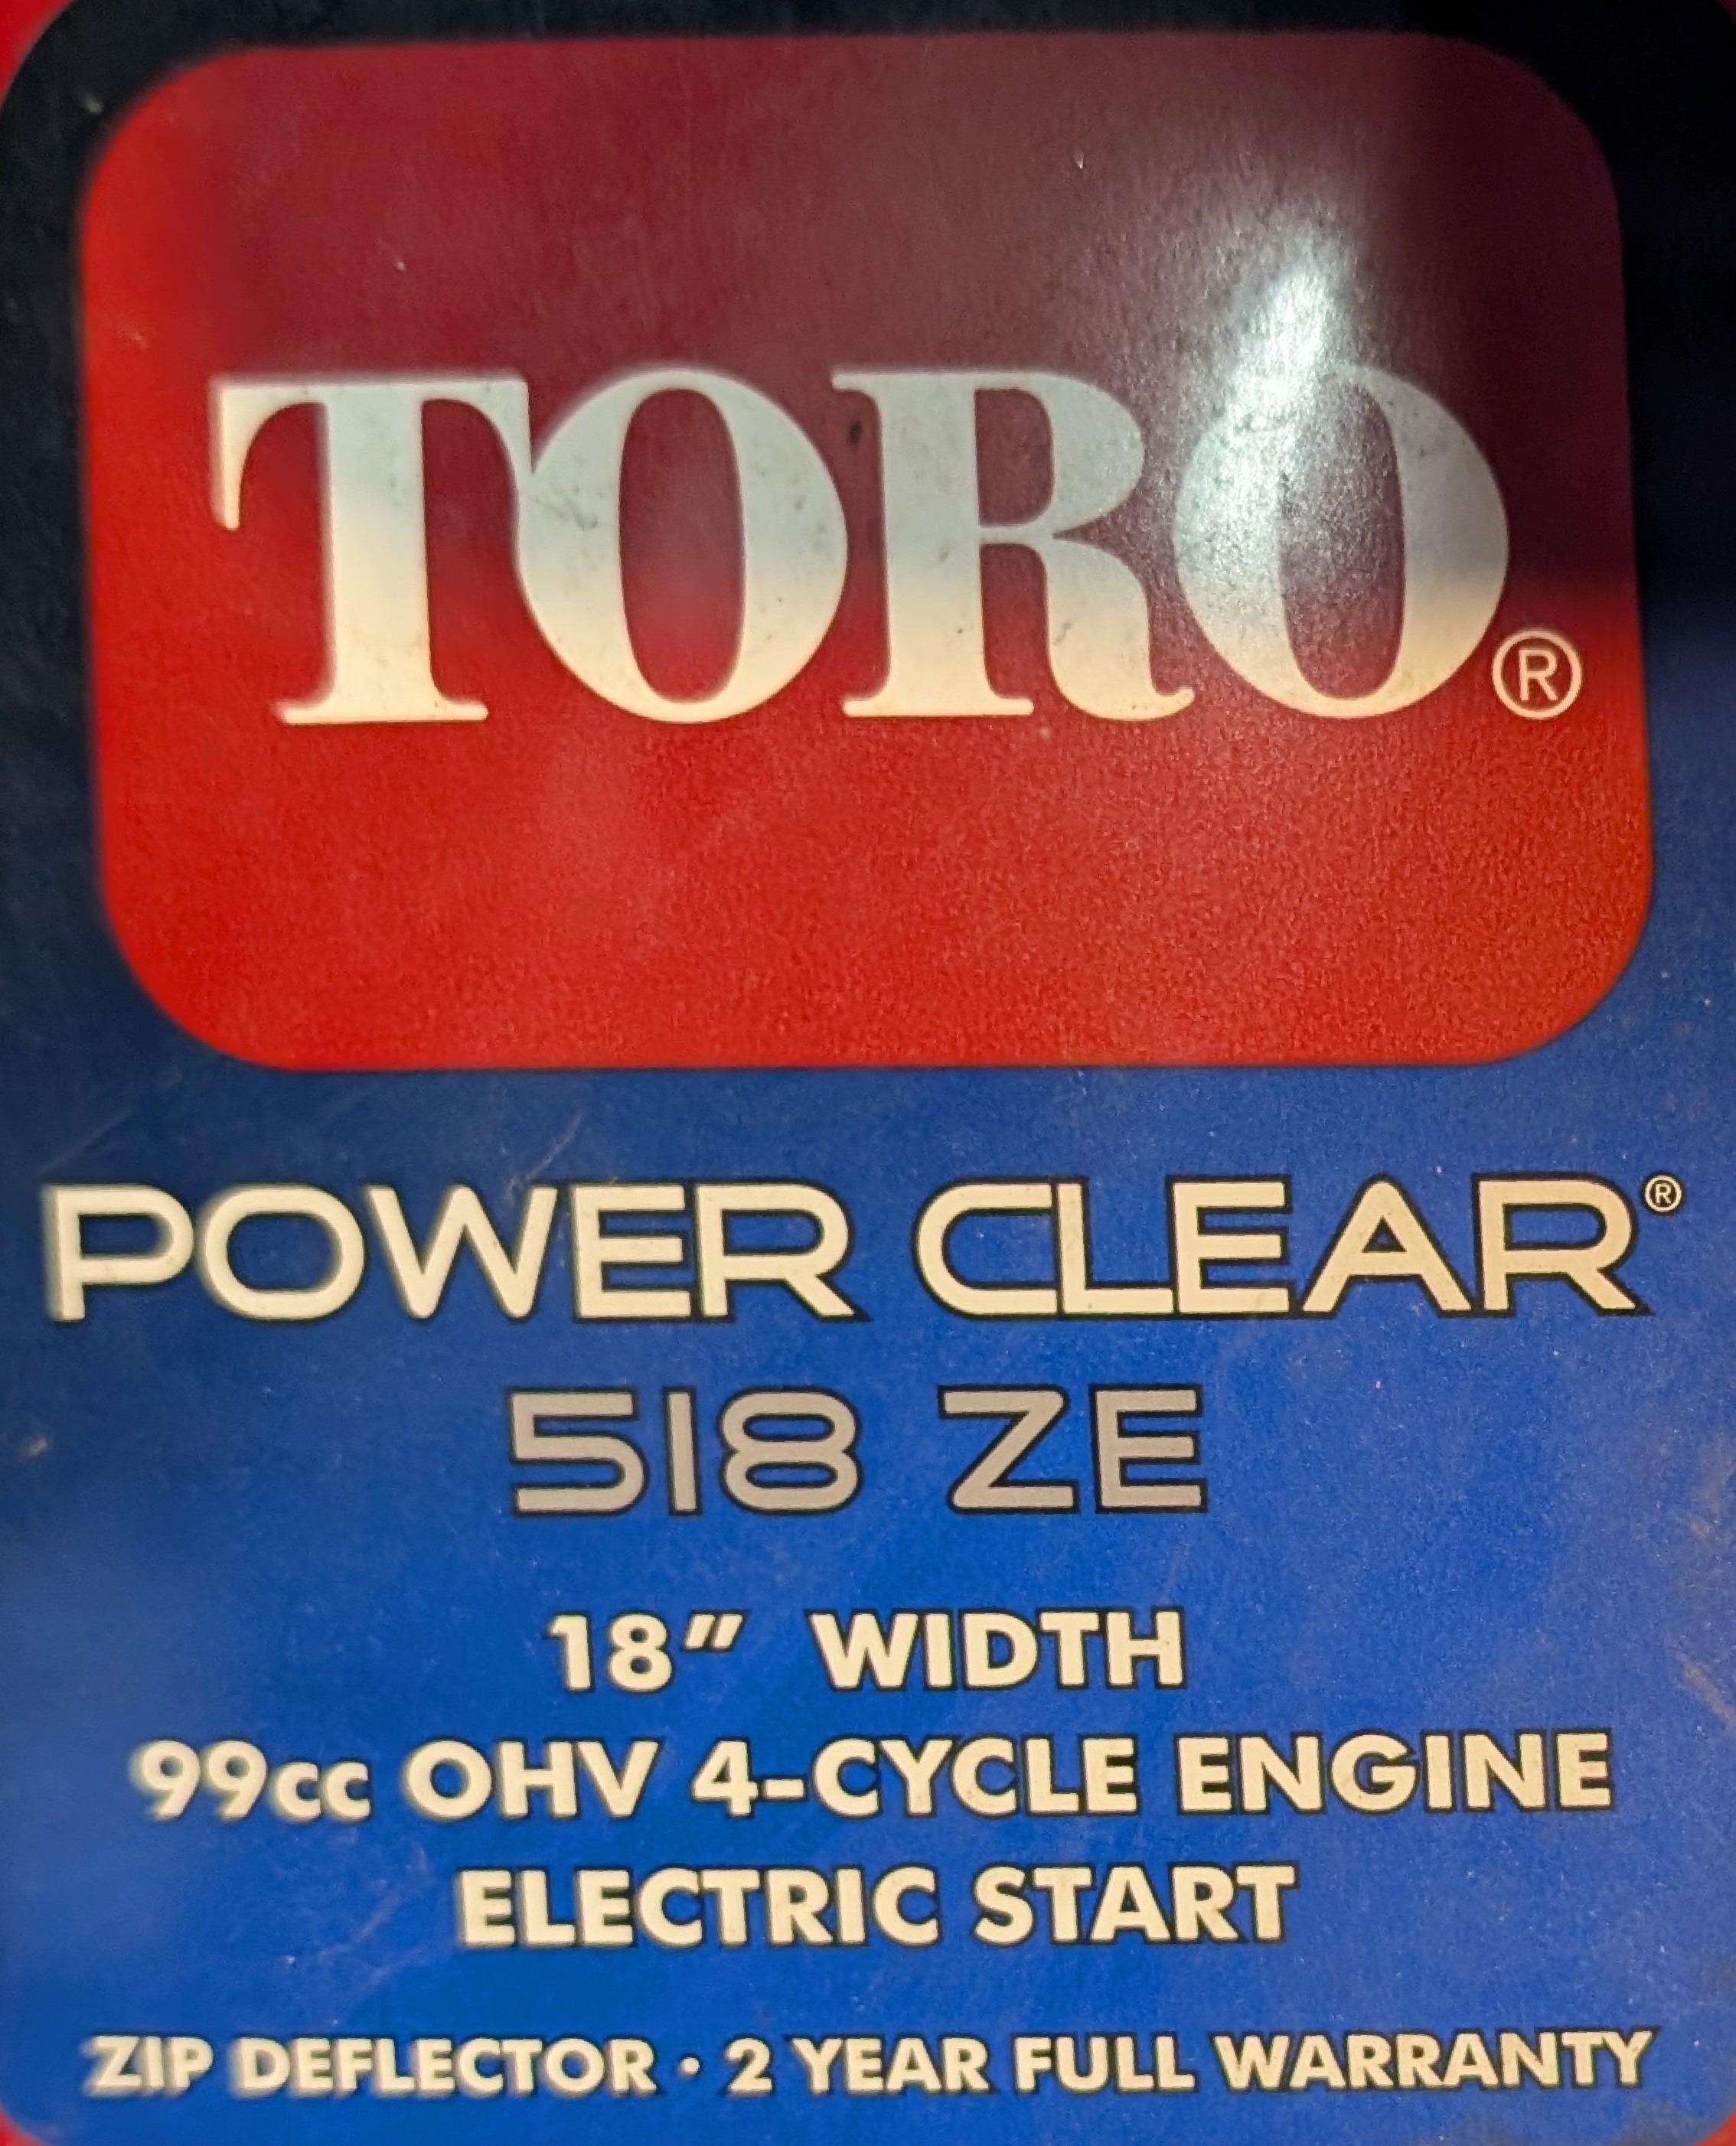 TORO®
POWER CLEAR®
518 ZE
18" WIDTH
99cc OHV 4-CYCLE ENGINE
ELECTRIC START
ZIP DEFLECTOR • 2 YEAR FULL WARRANTY